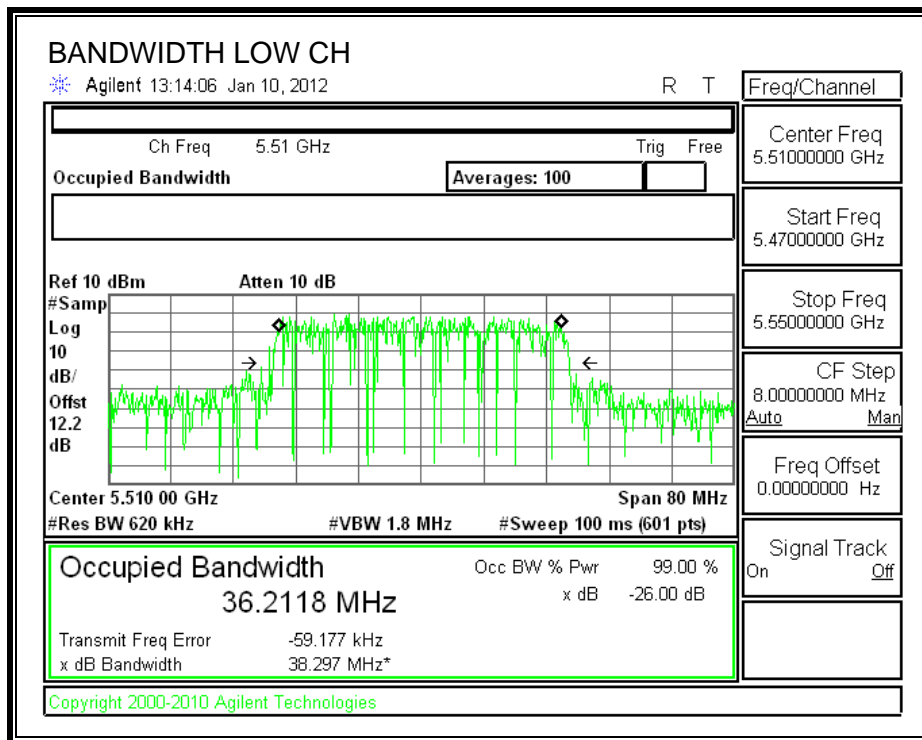 BANDWIDTH LOW CH
Agilent 13:14:06 Jan 10, 2012 R T
Ch Freq 5.51 GHz Trig Free
Occupied Bandwidth Averages: 100
Ref 10 dBm Atten 10 dB
#Samp
Log
10
dB/
Offst
12.2
dB
Center 5.510 00 GHz Span 80 MHz
#Res BW 620 kHz #VBW 1.8 MHz #Sweep 100 ms (601 pts)
Occupied Bandwidth Occ BW % Pwr 99.00 %
36.2118 MHz x dB -26.00 dB
Transmit Freq Error -59.177 kHz
x dB Bandwidth 38.297 MHz*
Copyright 2000-2010 Agilent Technologies
Freq/Channel
Center Freq
5.51000000 GHz
Start Freq
5.47000000 GHz
Stop Freq
5.55000000 GHz
CF Step
8.00000000 MHz
Auto Man
Freq Offset
0.00000000 Hz
Signal Track
On Off